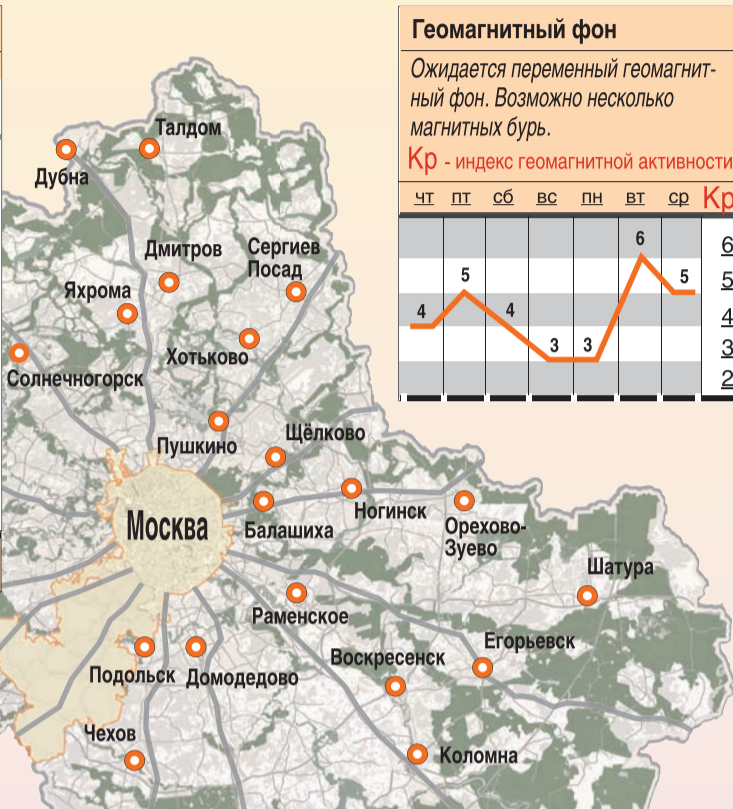 Геомагнитный фон
Ожидается переменный геомагнит-
ный фон. Возможно несколько
магнитных бурь.
Кр - индекс геомагнитной активности
чт пт сб вс пн вт ср Кр
6
5
4
3
2
4 5 4 3 3 6 5
Талдом
Дубна
Дмитров
Сергиев
Посад
Яхрома
Хотьково
Солнечногорск
Пушкино
Щёлково
Москва
Балашиха
Ногинск
Орехово-
Зуево
Шатура
Раменское
Егорьевск
Воскресенск
Подольск
Домодедово
Чехов
Коломна